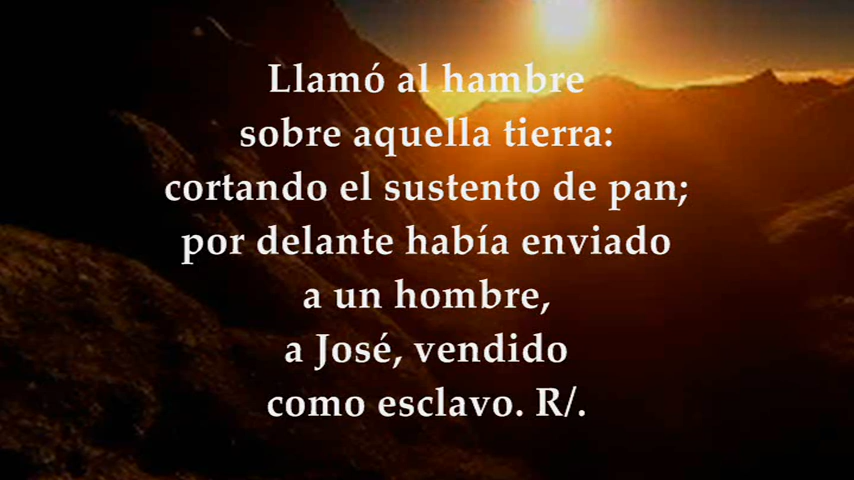 Llamó al hambre
sobre aquella tierra:
cortando el sustento de pan;
por delante había enviado
a un hombre,
a José, vendido
como esclavo. R/.